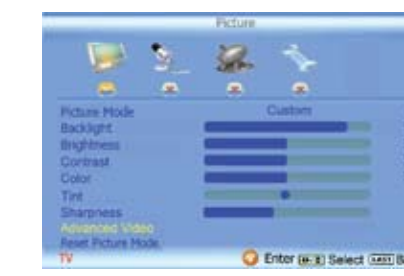 Picture
Picture Mode Custom
Backlight
Brightness
Contrast
Color
Tint
Sharpness
Advanced Video
Reset Picture Mode
TV Enter Select